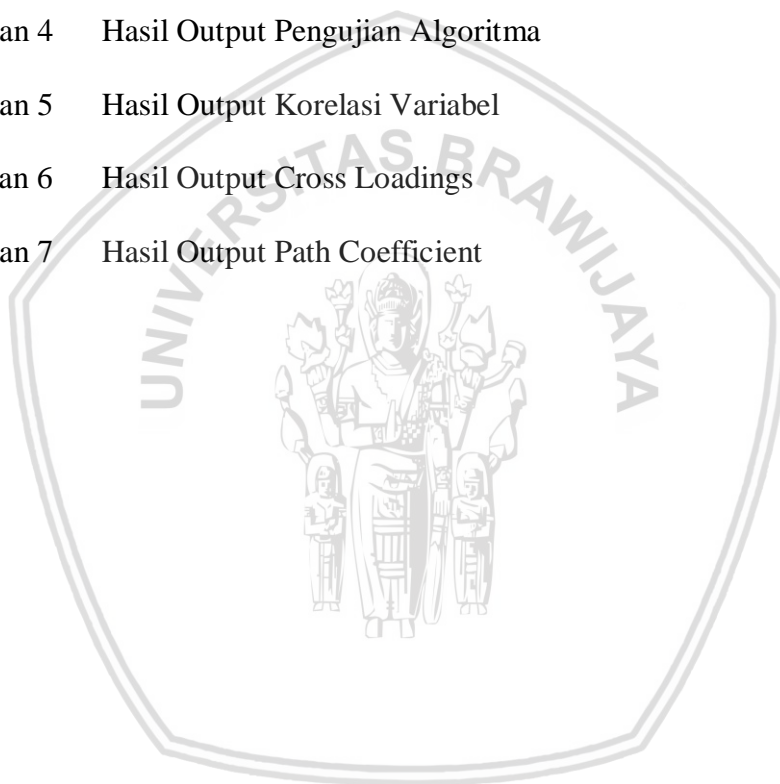 an 4 Hasil Output Pengujian Algoritma
an 5 Hasil Output Korelasi Variabel
an 6 Hasil Output Cross Loadings
an 7 Hasil Output Path Coefficient
UNIVERSITAS BRAWIJAYA